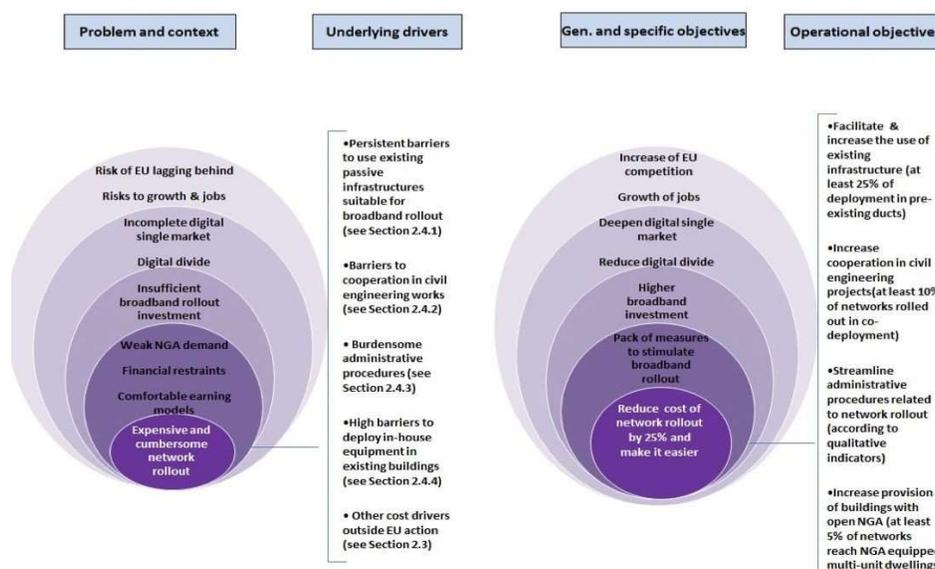 Problem and context
Underlying drivers
Gen. and specific objectives
Operational objective
Risk of EU lagging behind
Risks to growth & jobs
Incomplete digital
single market
Digital divide
Insufficient
broadband rollout
investment
Weak NGA demand
Financial restraints
Comfortable earning
models
Expensive and
cumbersome
network
rollout
•Persistent barriers
to use existing
passive
infrastructures
suitable for
broadband rollout
(see Section 2.4.1)
•Barriers to
cooperation in civil
engineering works
(see Section 2.4.2)
• Burdensome
administrative
procedures (see
Section 2.4.3)
•High barriers to
deploy in-house
equipment in
existing buildings
(see Section 2.4.4)
• Other cost drivers
outside EU action
(see Section 2.3)
Increase of EU
competition
Growth of jobs
Deepen digital single
market
Reduce digital divide
Higher
broadband
investment
Pack of measures
to stimulate
broadband
rollout
Reduce cost of
network rollout
by 25% and
make it easier
•Facilitate &
increase the use of
existing
infrastructure (at
least 25% of
deployment in pre-
existing ducts)
•Increase
cooperation in civil
engineering
projects(at least 10%
of networks rolled
out in co-
deployment)
•Streamline
administrative
procedures related
to network rollout
(according to
qualitative
indicators)
•Increase provision
of buildings with
open NGA (at least
5% of networks
reach NGA equipped
multi-unit dwellings